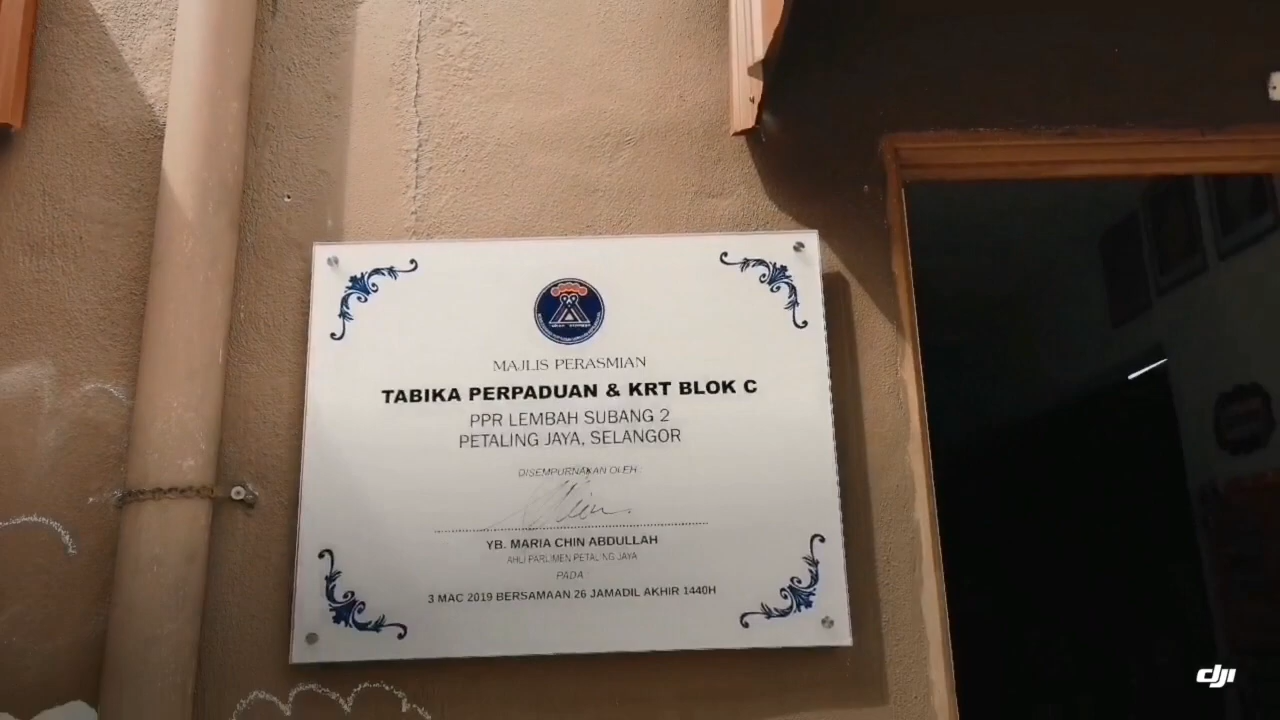 MAJLIS PERASMIAN
TABIKA PERPADUAN & KRT BLOK C
PPR LEMBAH SUBANG 2
PETALING JAYA, SELANGOR
DISEMPURNAKAN OLEH :
YB. MARIA CHIN ABDULLAH
AHLI PARLIMEN PETALING JAYA
PADA
3 MAC 2019 BERSAMAAN 26 JAMADIL AKHIR 1440H
dji